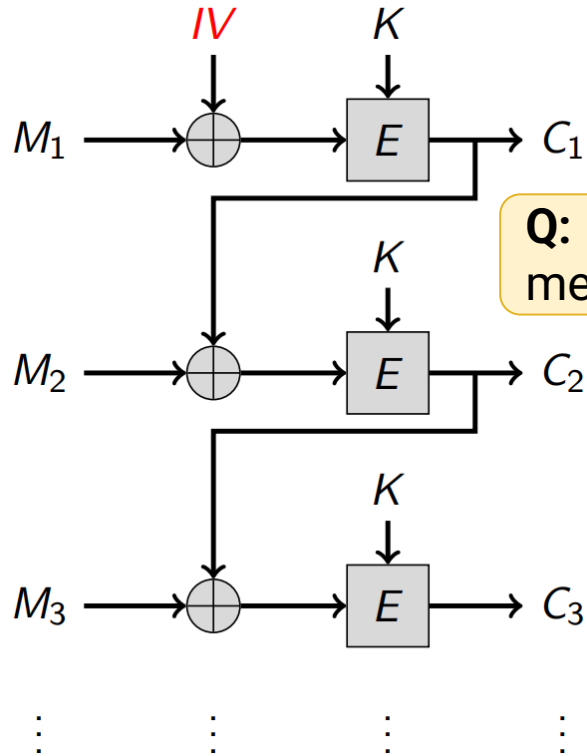 IV K
M₁ E C₁
Q:
K
M₂ E C₂
K
M₃ E C₃
⋮ ⋮ ⋮ ⋮